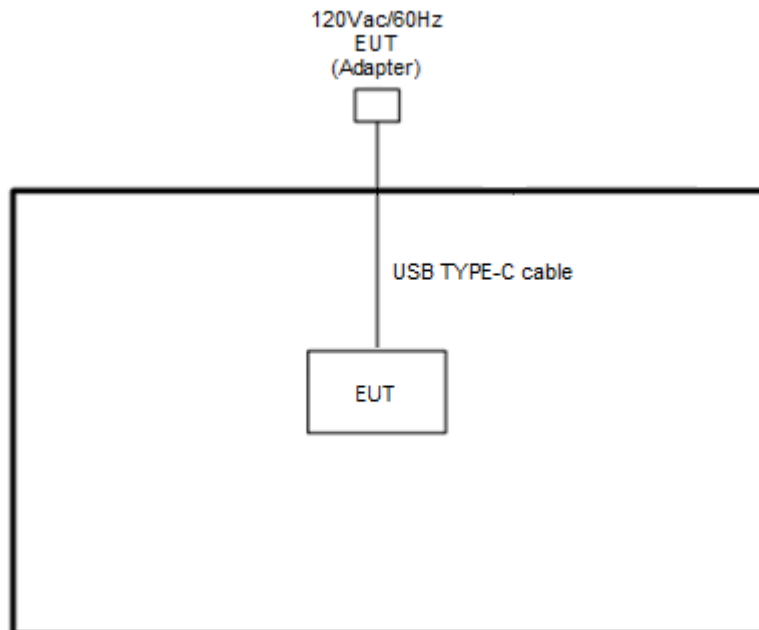 120Vac/60Hz
EUT
(Adapter)
USB TYPE-C cable
EUT